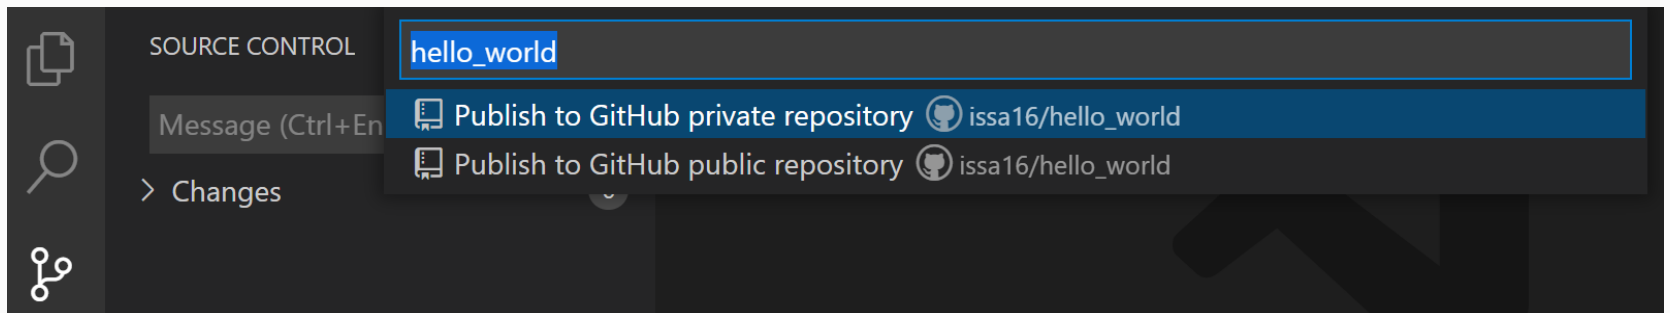 SOURCE CONTROL
hello_world
Message (Ctrl+En
Publish to GitHub private repository issa16/hello_world
Publish to GitHub public repository issa16/hello_world
Changes